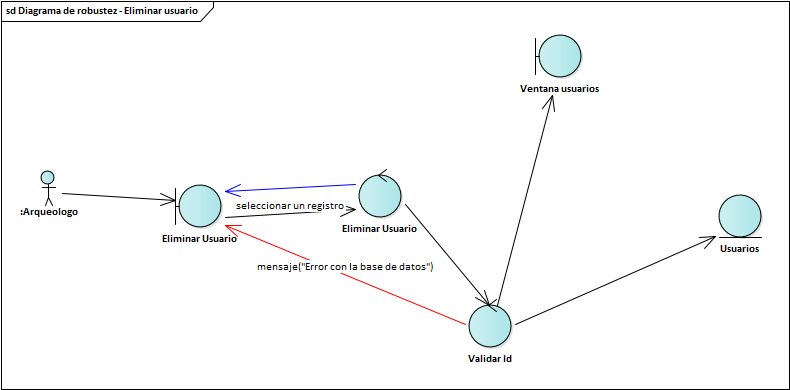 sd Diagrama de robustez - Eliminar usuario
Ventana usuarios
:Arqueologo
seleccionar un registro
Eliminar Usuario
Eliminar Usuario
Usuarios
mensaje("Error con la base de datos")
Validar Id